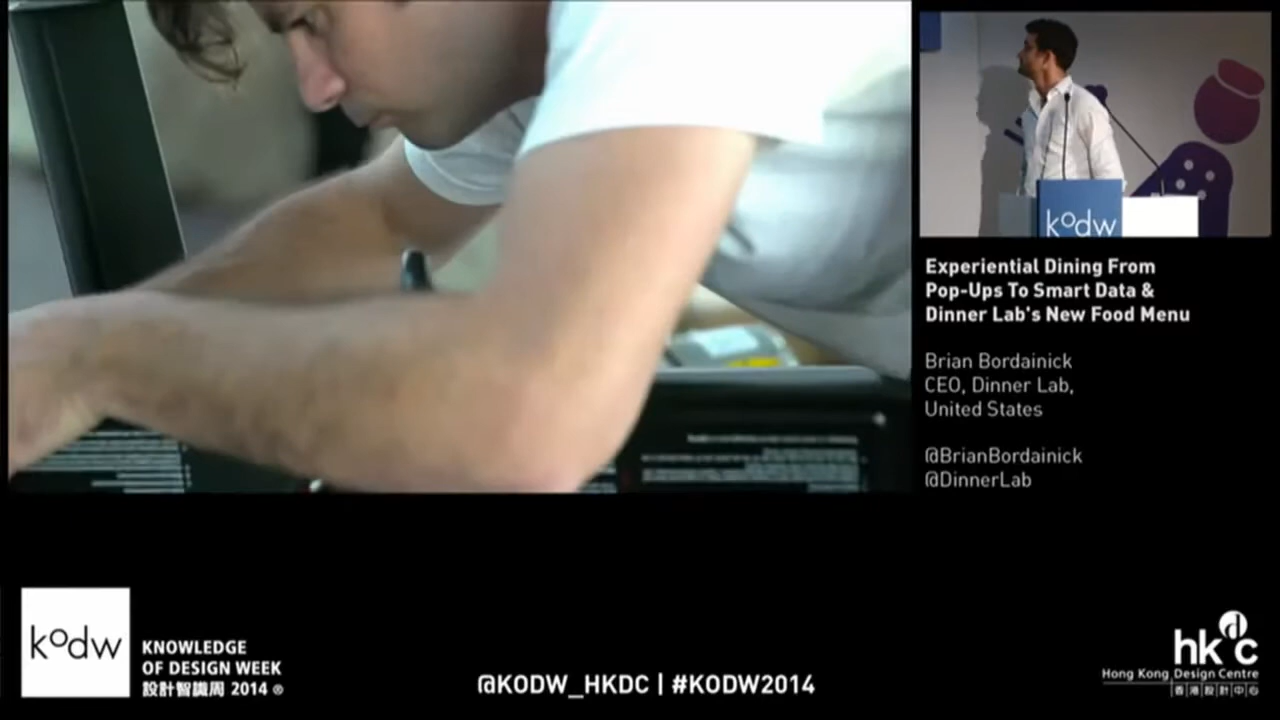 kodw
Experiential Dining From
Pop-Ups To Smart Data &
Dinner Lab's New Food Menu
Brian Bordainick
CEO, Dinner Lab,
United States
@BrianBordainick
@DinnerLab
kodw
KNOWLEDGE
OF DESIGN WEEK
設計智識周 2014 ®
@KODW_HKDC | #KODW2014
hkdc
Hong Kong Design Centre
香港設計中心